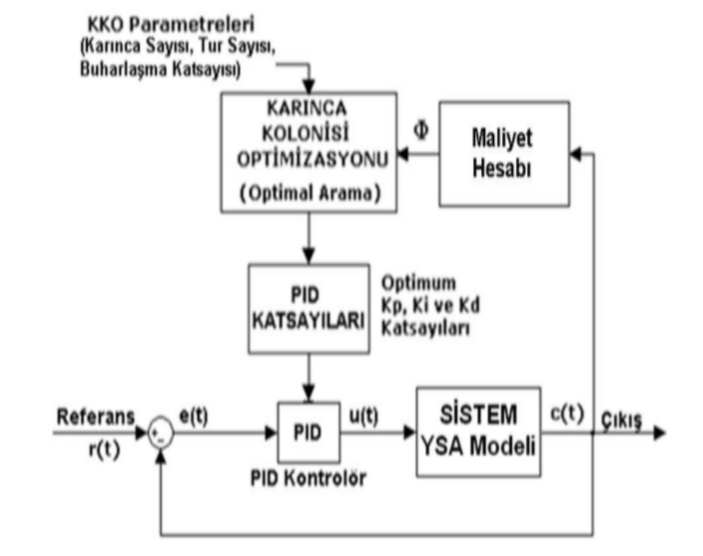 KKO Parametreleri
(Karınca Sayısı, Tur Sayısı,
Buharlaşma Katsayısı)
KARINCA
KOLONİSİ
OPTİMİZASYONU
(Optimal Arama)
Φ
Maliyet
Hesabı
PID
KATSAYILARI
Optimum
Kp, Ki ve Kd
Katsayıları
Referans
r(t)
+
-
e(t)
PID
PID Kontrolör
u(t)
SİSTEM
YSA Modeli
c(t)
Çıkış